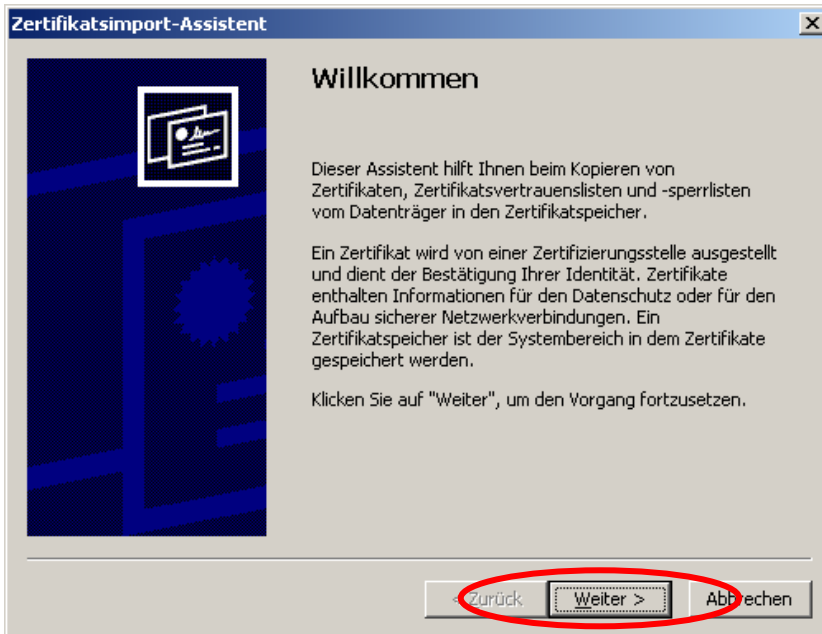 Zertifikatsimport-Assistent
Willkommen
Dieser Assistent hilft Ihnen beim Kopieren von
Zertifikaten, Zertifikatsvertrauenslisten und -sperrlisten
vom Datenträger in den Zertifikatspeicher.
Ein Zertifikat wird von einer Zertifizierungsstelle ausgestellt
und dient der Bestätigung Ihrer Identität. Zertifikate
enthalten Informationen für den Datenschutz oder für den
Aufbau sicherer Netzwerkverbindungen. Ein
Zertifikatspeicher ist der Systembereich in dem Zertifikate
gespeichert werden.
Klicken Sie auf "Weiter", um den Vorgang fortzusetzen.
< Zurück Weiter > Abbrechen